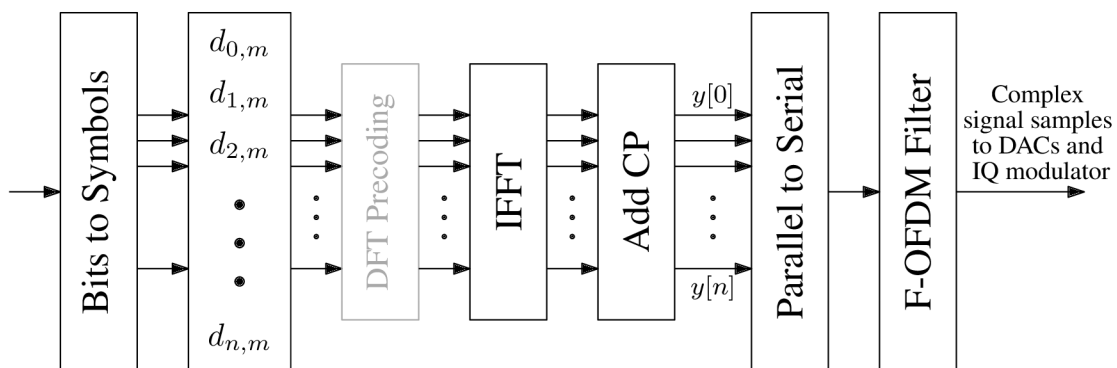 Bits to Symbols
d_{0,m}
d_{1,m}
d_{2,m}
d_{n,m}
DFT Precoding
IFFT
Add CP
y[0]
y[n]
Parallel to Serial
F-OFDM Filter
Complex
signal samples
to DACs and
IQ modulator